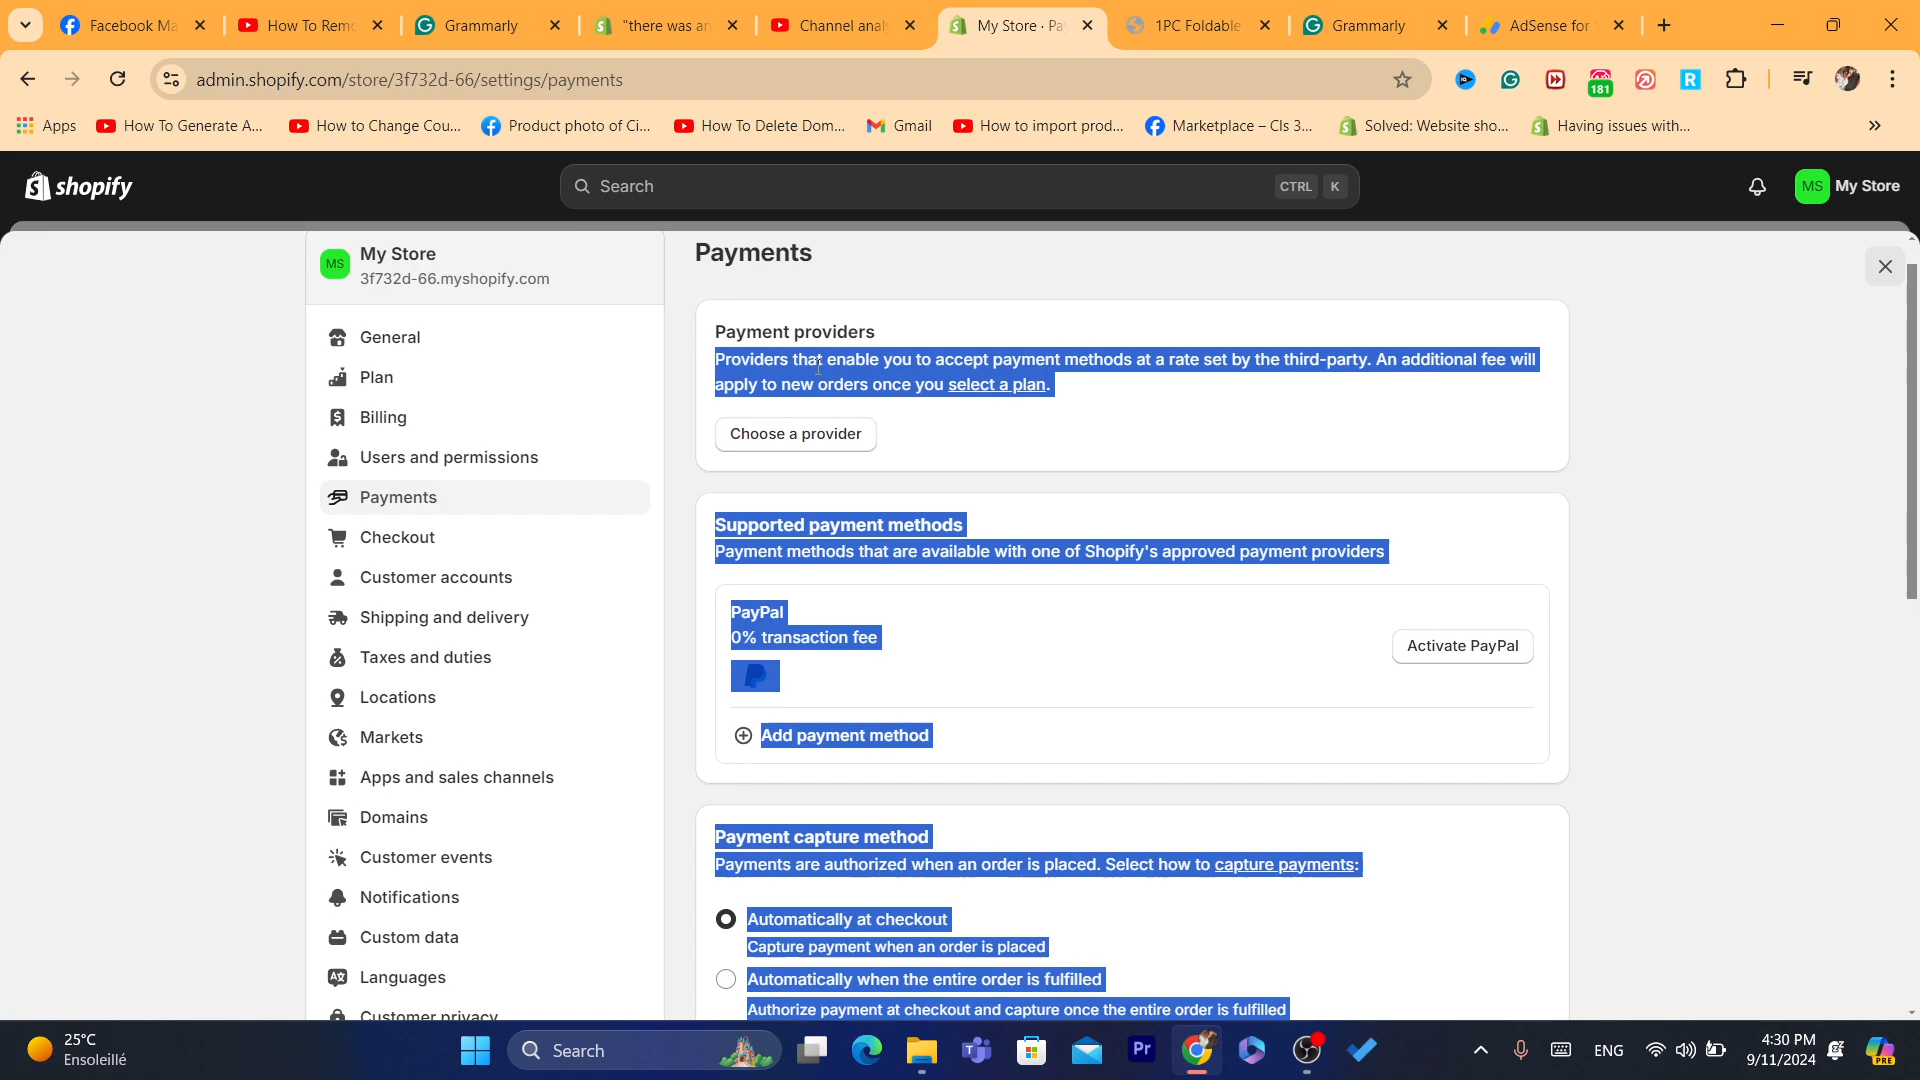 Facebook Ma
How To Remo
Grammarly
"there was an
Channel anal
My Store · Pa
1PC Foldable
Grammarly
AdSense for
admin.shopify.com/store/3f732d-66/settings/payments
181
Apps
How To Generate A...
How to Change Cou...
Product photo of Ci...
How To Delete Dom...
Gmail
How to import prod...
Marketplace – Cls 3...
Solved: Website sho...
Having issues with...
shopify
Search
CTRL K
MS
My Store
MS
My Store
3f732d-66.myshopify.com
General
Plan
Billing
Users and permissions
Payments
Checkout
Customer accounts
Shipping and delivery
Taxes and duties
Locations
Markets
Apps and sales channels
Domains
Customer events
Notifications
Custom data
Languages
Customer privacy
Payments
Payment providers
Providers that enable you to accept payment methods at a rate set by the third-party. An additional fee will
apply to new orders once you select a plan.
Choose a provider
Supported payment methods
Payment methods that are available with one of Shopify's approved payment providers
PayPal
0% transaction fee
Activate PayPal
Add payment method
Payment capture method
Payments are authorized when an order is placed. Select how to capture payments:
Automatically at checkout
Capture payment when an order is placed
Automatically when the entire order is fulfilled
Authorize payment at checkout and capture once the entire order is fulfilled
25°C
Ensoleillé
Search
Pr
ENG
4:30 PM
9/11/2024
PRE